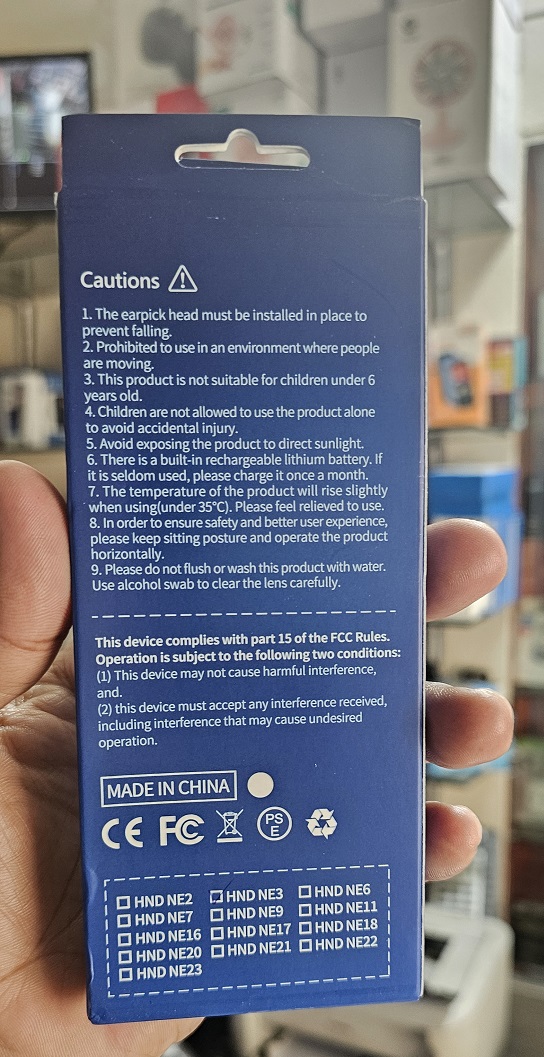 Cautions
1. The earpick head must be installed in place to
prevent falling.
2. Prohibited to use in an environment where people
are moving.
3. This product is not suitable for children under 6
years old.
4. Children are not allowed to use the product alone
to avoid accidental injury.
5. Avoid exposing the product to direct sunlight.
6. There is a built-in rechargeable lithium battery. If
it is seldom used, please charge it once a month.
7. The temperature of the product will rise slightly
when using(under 35°C). Please feel relieved to use.
8. In order to ensure safety and better user experience,
please keep sitting posture and operate the product
horizontally.
9. Please do not flush or wash this product with water.
Use alcohol swab to clear the lens carefully.
This device complies with part 15 of the FCC Rules.
Operation is subject to the following two conditions:
(1) This device may not cause harmful interference,
and.
(2) this device must accept any interference received,
including interference that may cause undesired
operation.
MADE IN CHINA
CE FC PS
E
HND NE2 HND NE3 HND NE6
HND NE7 HND NE9 HND NE11
HND NE16 HND NE17 HND NE18
HND NE20 HND NE21 HND NE22
HND NE23